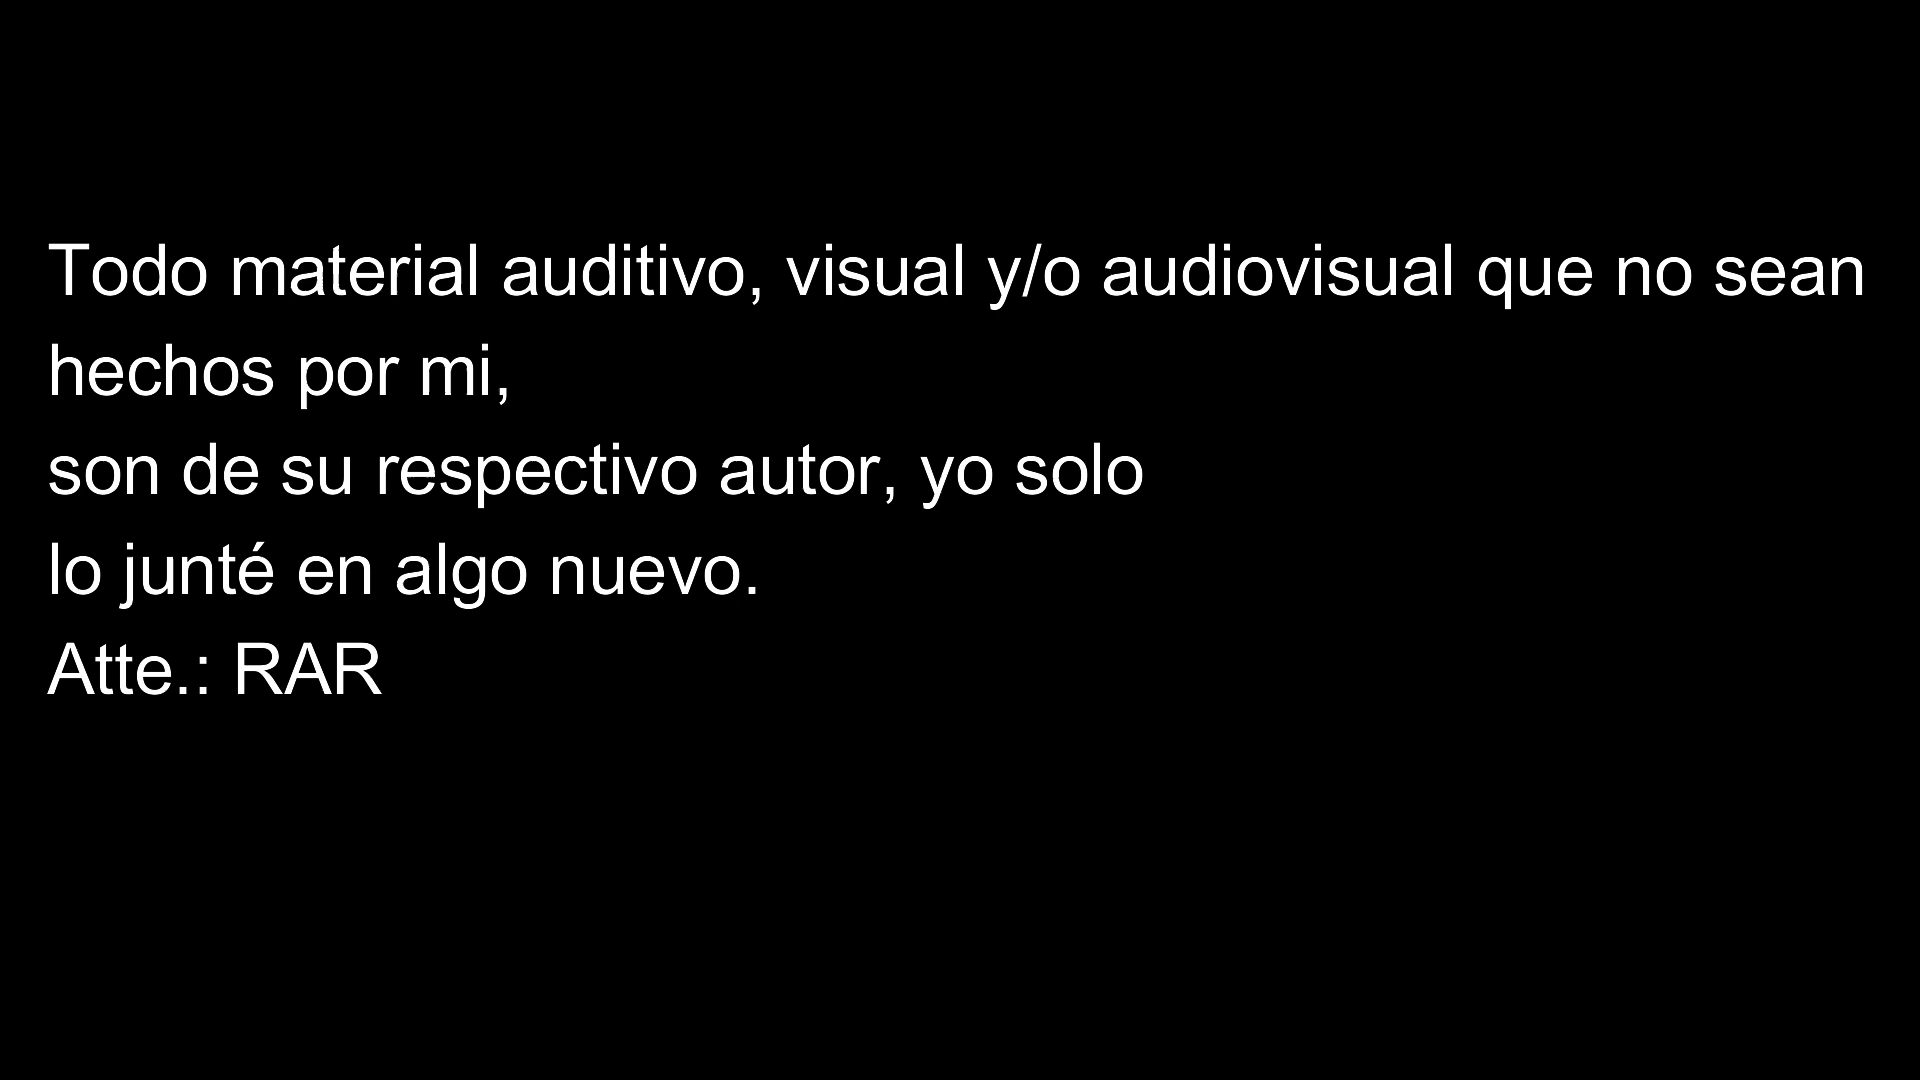 Todo material auditivo, visual y/o audiovisual que no sean
hechos por mi,
son de su respectivo autor, yo solo
lo junté en algo nuevo.
Atte.: RAR